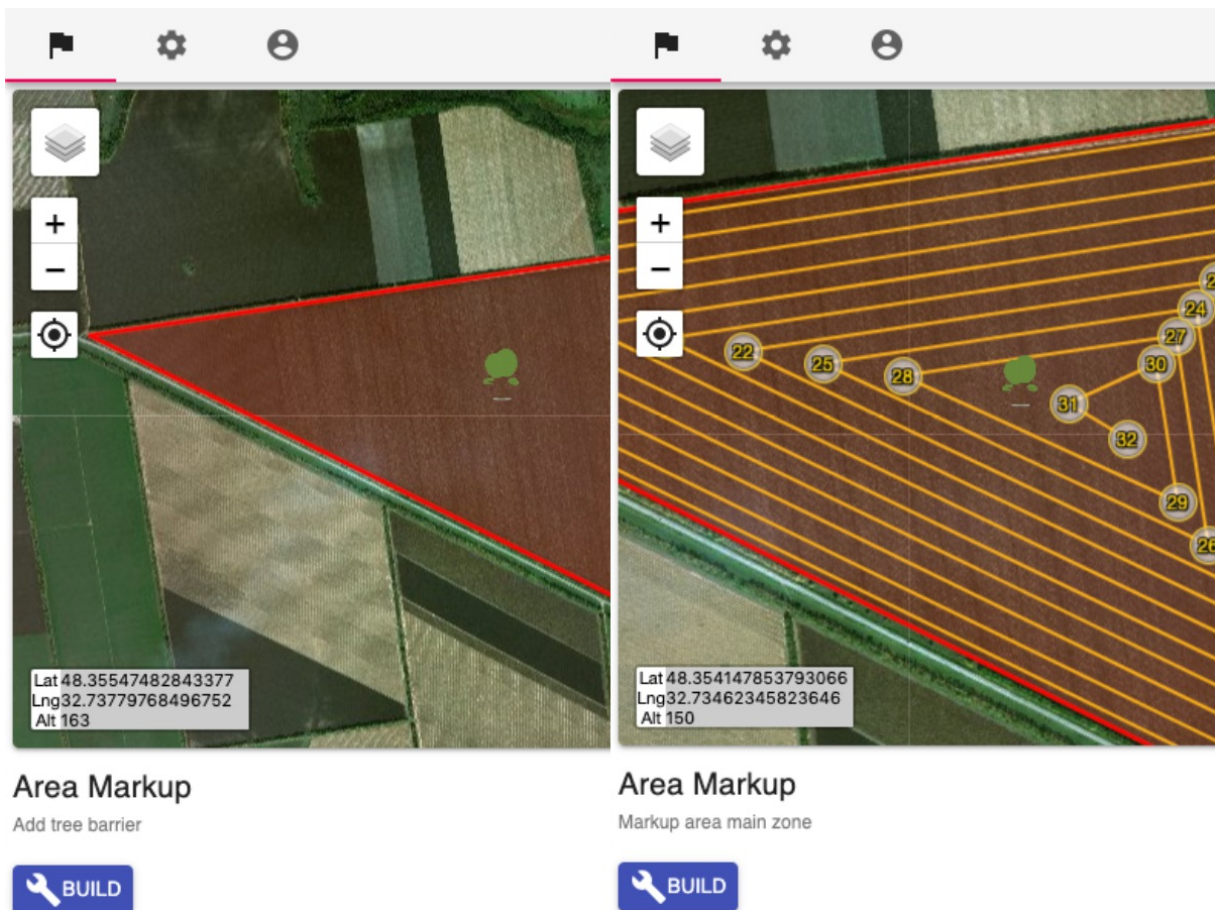 +
−
Lat 48.35547482843377
Lng 32.73779768496752
Alt 163
Area Markup
Add tree barrier
BUILD
+
−
24
27
22
25
30
28
31
32
29
26
Lat 48.354147853793066
Lng 32.73462345823646
Alt 150
Area Markup
Markup area main zone
BUILD